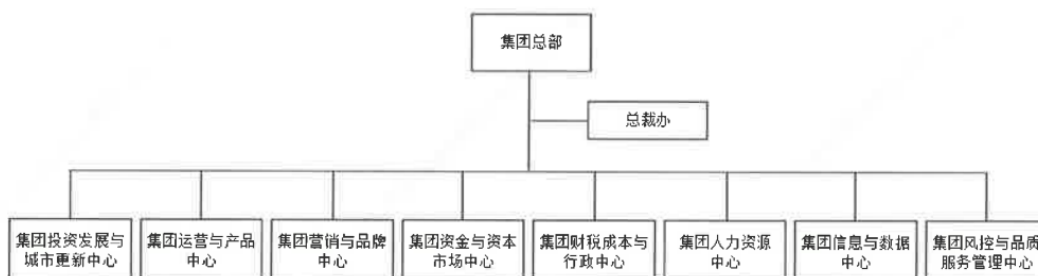 集团总部
总裁办
集团投资发展与
城市更新中心
集团运营与产品
中心
集团营销与品牌
中心
集团资金与资本
市场中心
集团财税成本与
行政中心
集团人力资源
中心
集团信息与数据
中心
集团风控与品质
服务管理中心